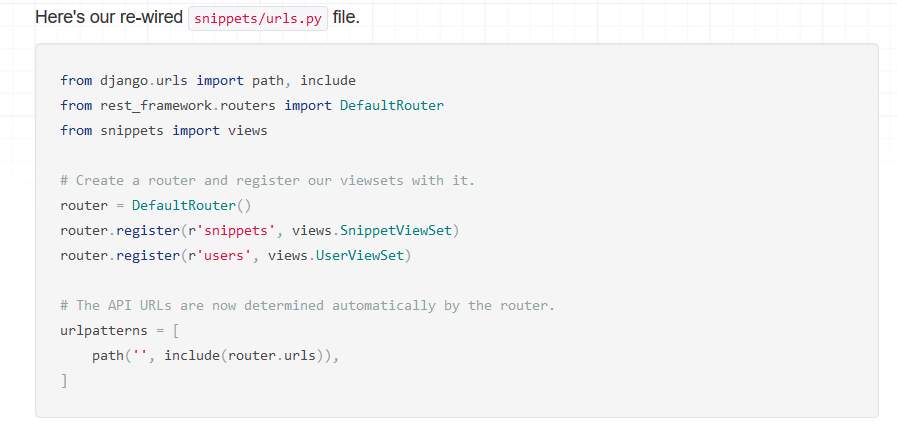 Here's our re-wired snippets/urls.py file.
from django.urls import path, include
from rest_framework.routers import DefaultRouter
from snippets import views
# Create a router and register our viewsets with it.
router = DefaultRouter()
router.register(r'snippets', views.SnippetViewSet)
router.register(r'users', views.UserViewSet)
# The API URLs are now determined automatically by the router.
urlpatterns = [
    path('', include(router.urls)),
]